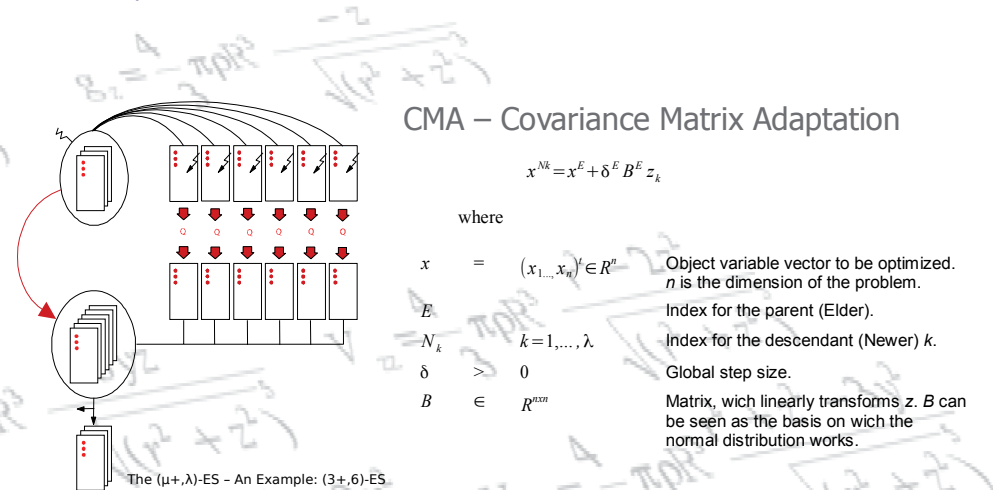 CMA – Covariance Matrix Adaptation
x^{Nk} = x^E + δ^E B^E z_k
where
x = (x_{1...,} x_n)^t ∈ R^n Object variable vector to be optimized.
n is the dimension of the problem.
E Index for the parent (Elder).
N_k k=1,...,λ Index for the descendant (Newer) k.
δ > 0 Global step size.
B ∈ R^{nxn} Matrix, wich linearly transforms z. B can
be seen as the basis on wich the
normal distribution works.
Q Q Q Q Q Q
The (μ+,λ)-ES – An Example: (3+,6)-ES